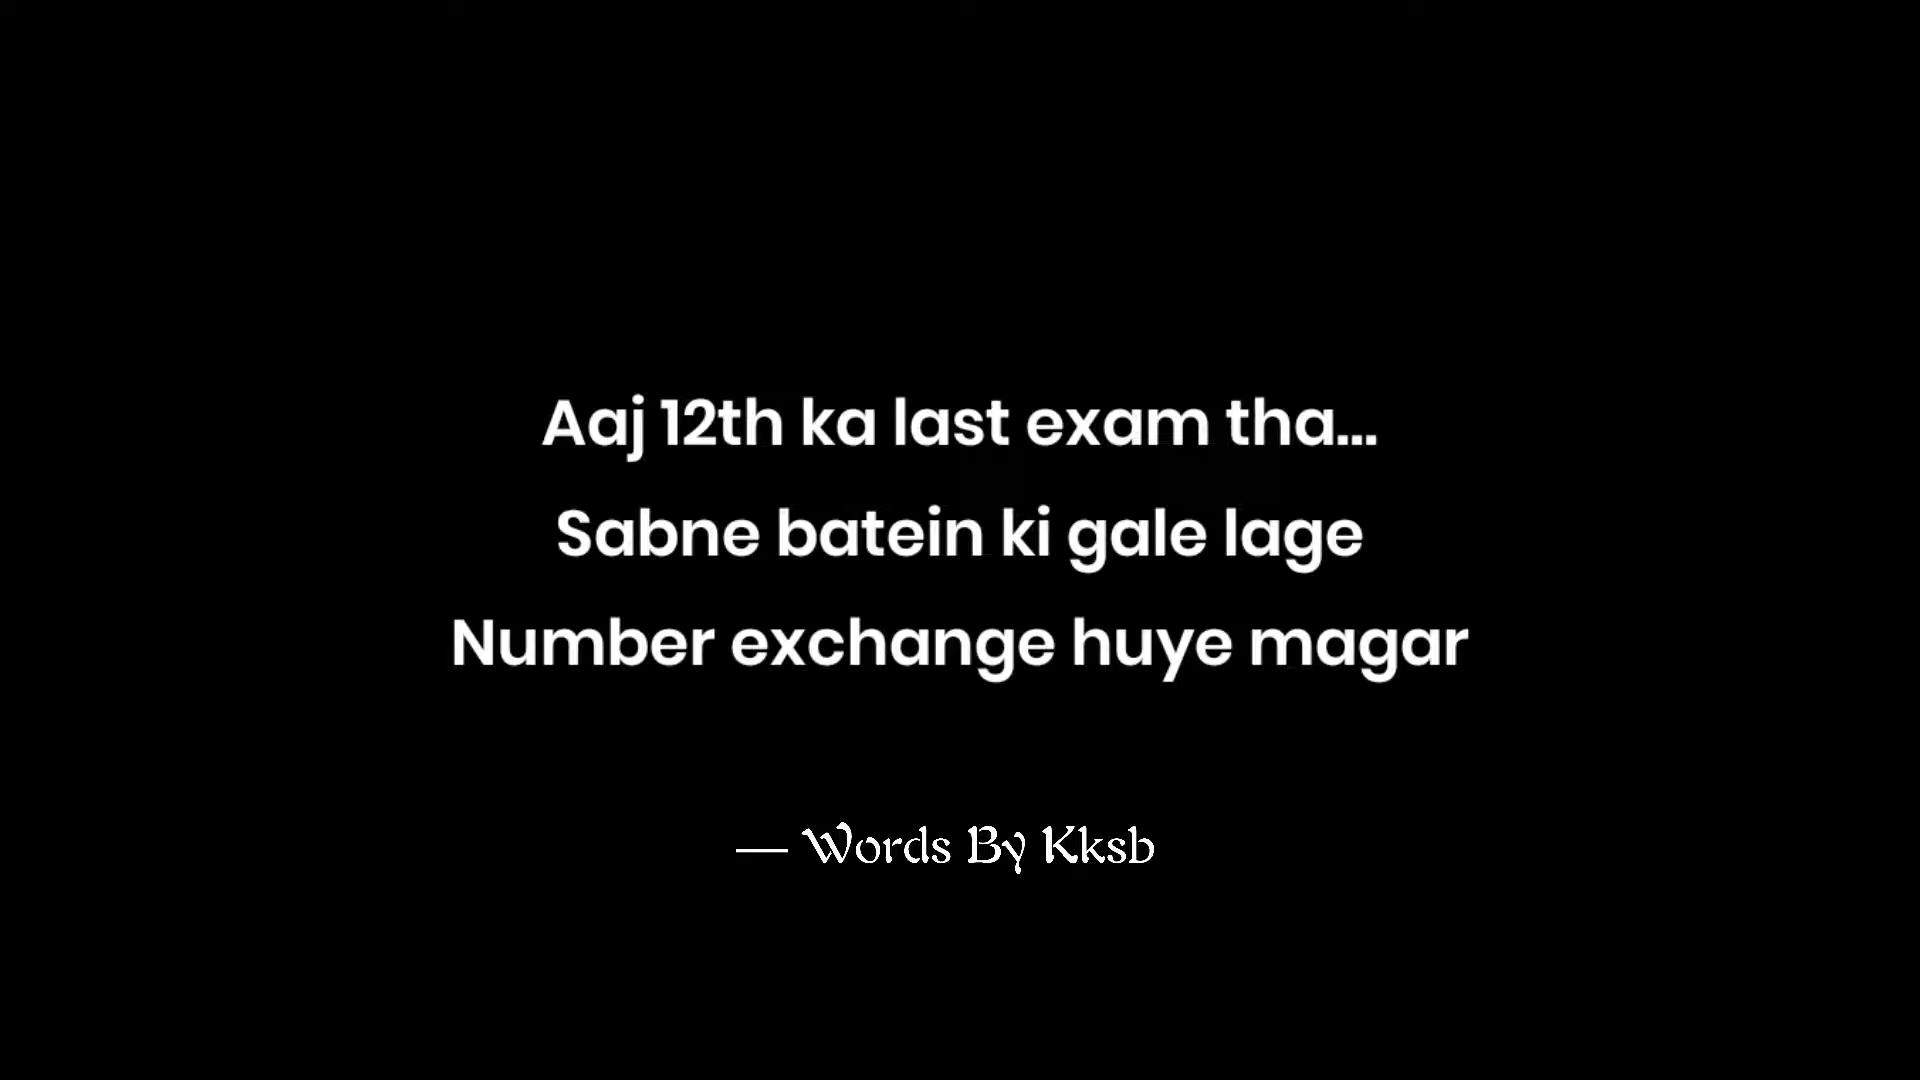 Aaj 12th ka last exam tha...
Sabne batein ki gale lage
Number exchange huye magar
— Words By Kksb